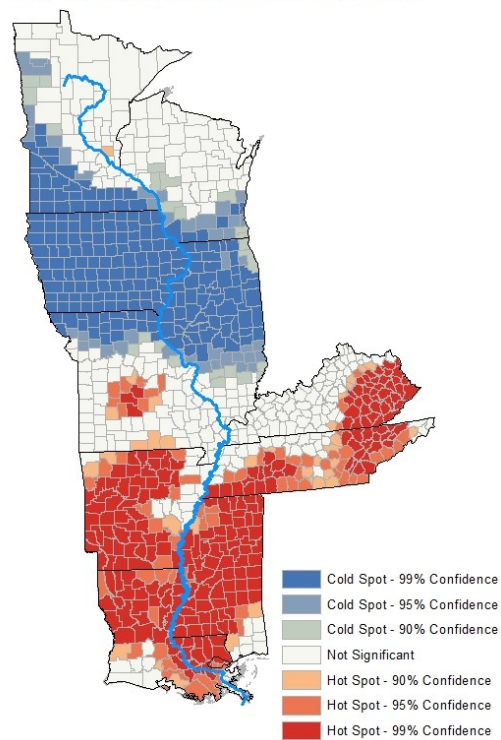 Cold Spot - 99% Confidence
Cold Spot - 95% Confidence
Cold Spot - 90% Confidence
Not Significant
Hot Spot - 90% Confidence
Hot Spot - 95% Confidence
Hot Spot - 99% Confidence